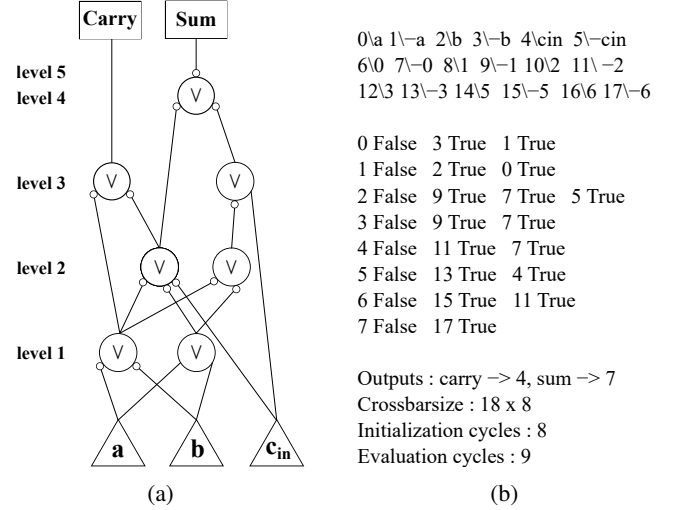 Carry Sum
level 5
level 4
V
level 3
V
level 2
V V
level 1
V V
a b c_in
(a)
0\a 1\−a 2\b 3\−b 4\cin 5\−cin
6\0 7\−0 8\1 9\−1 10\2 11\ −2
12\3 13\−3 14\5 15\−5 16\6 17\−6
0 False 3 True 1 True
1 False 2 True 0 True
2 False 9 True 7 True 5 True
3 False 9 True 7 True
4 False 11 True 7 True
5 False 13 True 4 True
6 False 15 True 11 True
7 False 17 True
Outputs : carry −> 4, sum −> 7
Crossbarsize : 18 x 8
Initialization cycles : 8
Evaluation cycles : 9
(b)